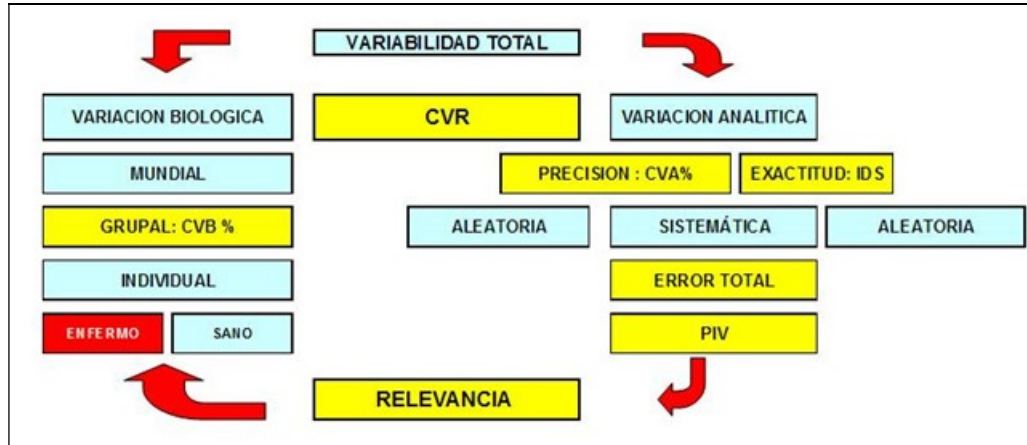 VARIABILIDAD TOTAL
VARIACION BIOLOGICA
CVR
VARIACION ANALITICA
MUNDIAL
PRECISION : CVA%
EXACTITUD: IDS
GRUPAL: CVB %
ALEATORIA
SISTEMÁTICA
ALEATORIA
INDIVIDUAL
ERROR TOTAL
ENFERMO
SANO
PIV
RELEVANCIA